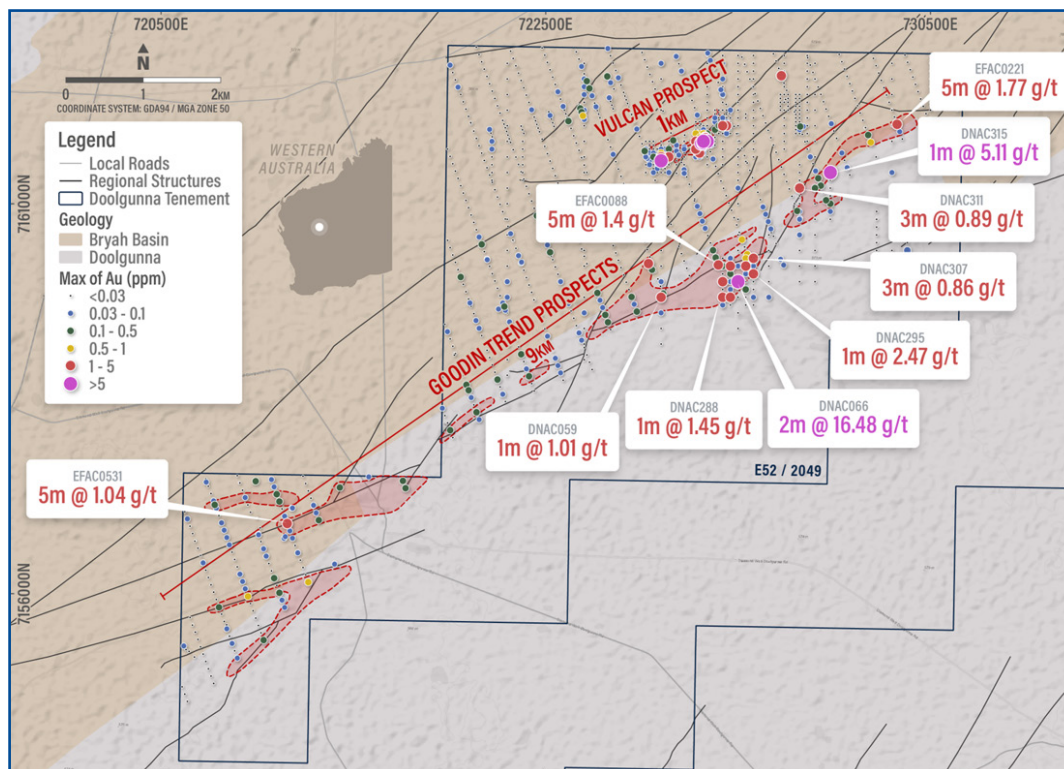 720500E
722500E
730500E
N
0
1
2KM
COORDINATE SYSTEM: GDA94 / MGA ZONE 50
Legend
Local Roads
Regional Structures
Doolgunna Tenement
Geology
Bryah Basin
Doolgunna
Max of Au (ppm)
<0.03
0.03 - 0.1
0.1 - 0.5
0.5 - 1
1 - 5
>5
WESTERN
AUSTRALIA
7161000N
7156000N
VULCAN PROSPECT
1KM
GOODIN TREND PROSPECTS
9KM
EFAC0221
5m @ 1.77 g/t
DNAC315
1m @ 5.11 g/t
DNAC311
3m @ 0.89 g/t
EFAC0088
5m @ 1.4 g/t
DNAC307
3m @ 0.86 g/t
DNAC295
1m @ 2.47 g/t
DNAC066
2m @ 16.48 g/t
DNAC288
1m @ 1.45 g/t
DNAC059
1m @ 1.01 g/t
EFAC0531
5m @ 1.04 g/t
E52 / 2049